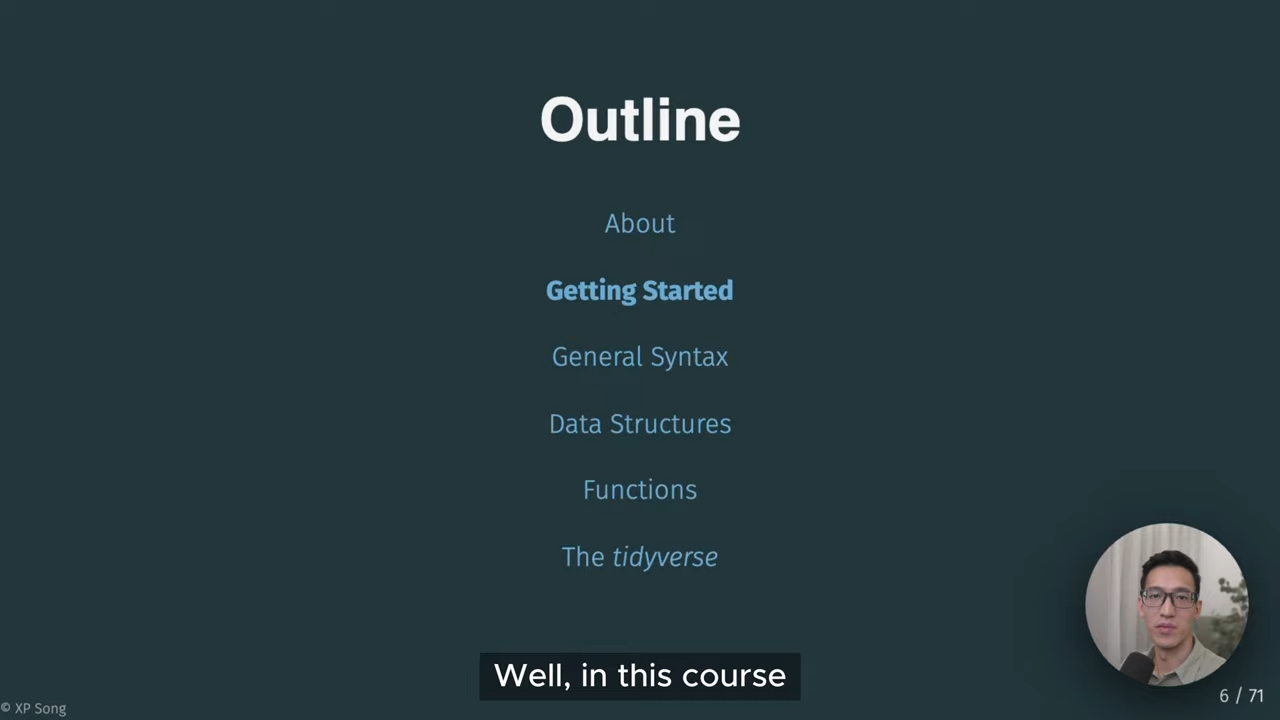 Outline
About
Getting Started
General Syntax
Data Structures
Functions
The tidyverse
Well, in this course
6 / 71
© XP Song